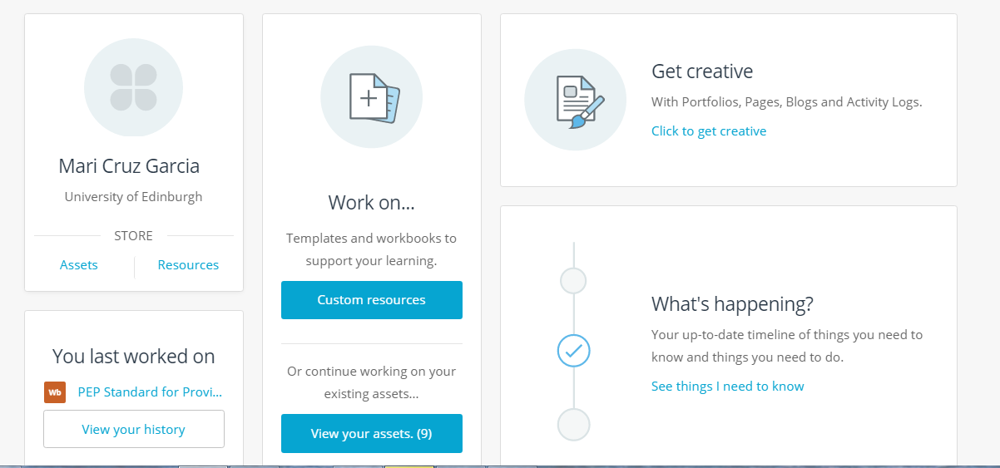 Mari Cruz Garcia
University of Edinburgh
STORE
Assets
Resources
You last worked on
Wb
PEP Standard for Provi...
View your history
Work on...
Templates and workbooks to
support your learning.
Custom resources
Or continue working on your
existing assets...
View your assets. (9)
Get creative
With Portfolios, Pages, Blogs and Activity Logs.
Click to get creative
What's happening?
Your up-to-date timeline of things you need to
know and things you need to do.
See things I need to know